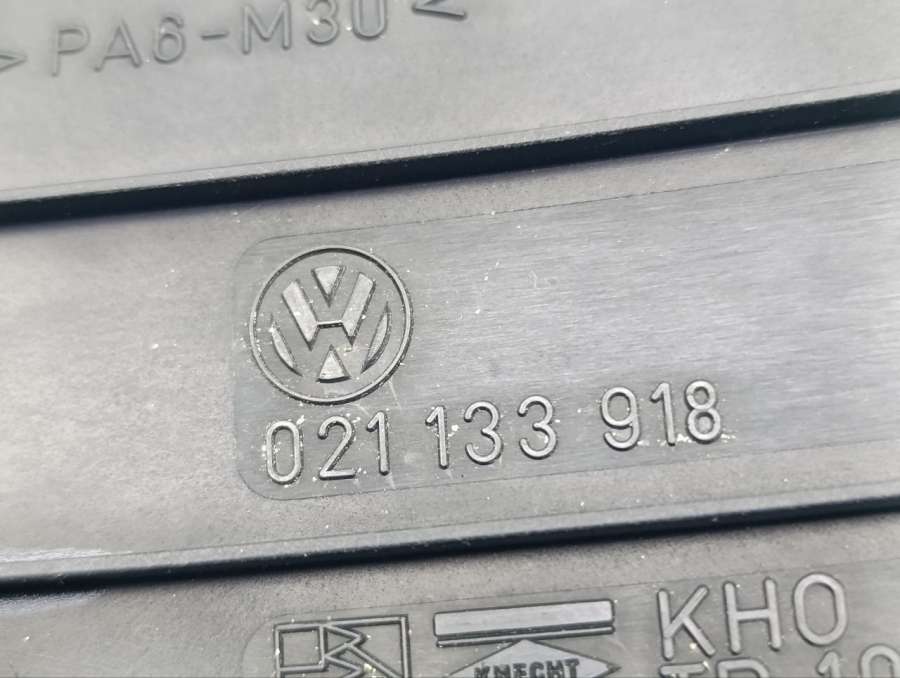 >PA6-M30<
021 133 918
KHO
KNECHT